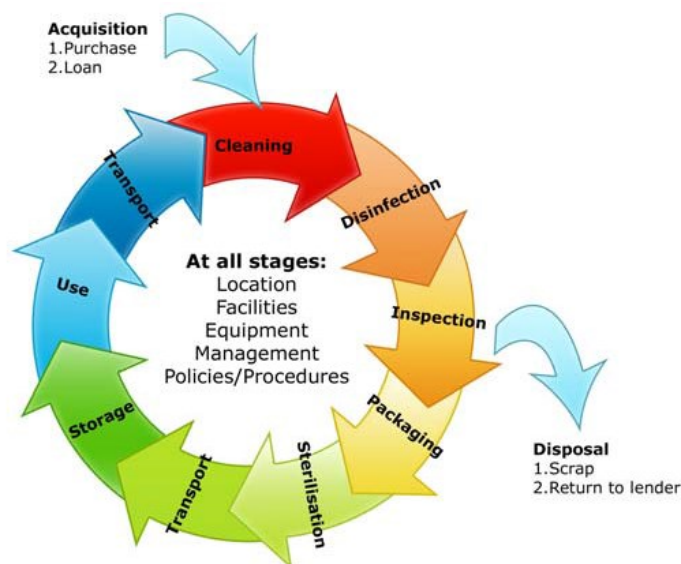 Acquisition
1.Purchase
2.Loan
Cleaning
Disinfection
Inspection
Packaging
Sterilisation
Transport
Storage
Use
Transport
At all stages:
Location
Facilities
Equipment
Management
Policies/Procedures
Disposal
1.Scrap
2.Return to lender